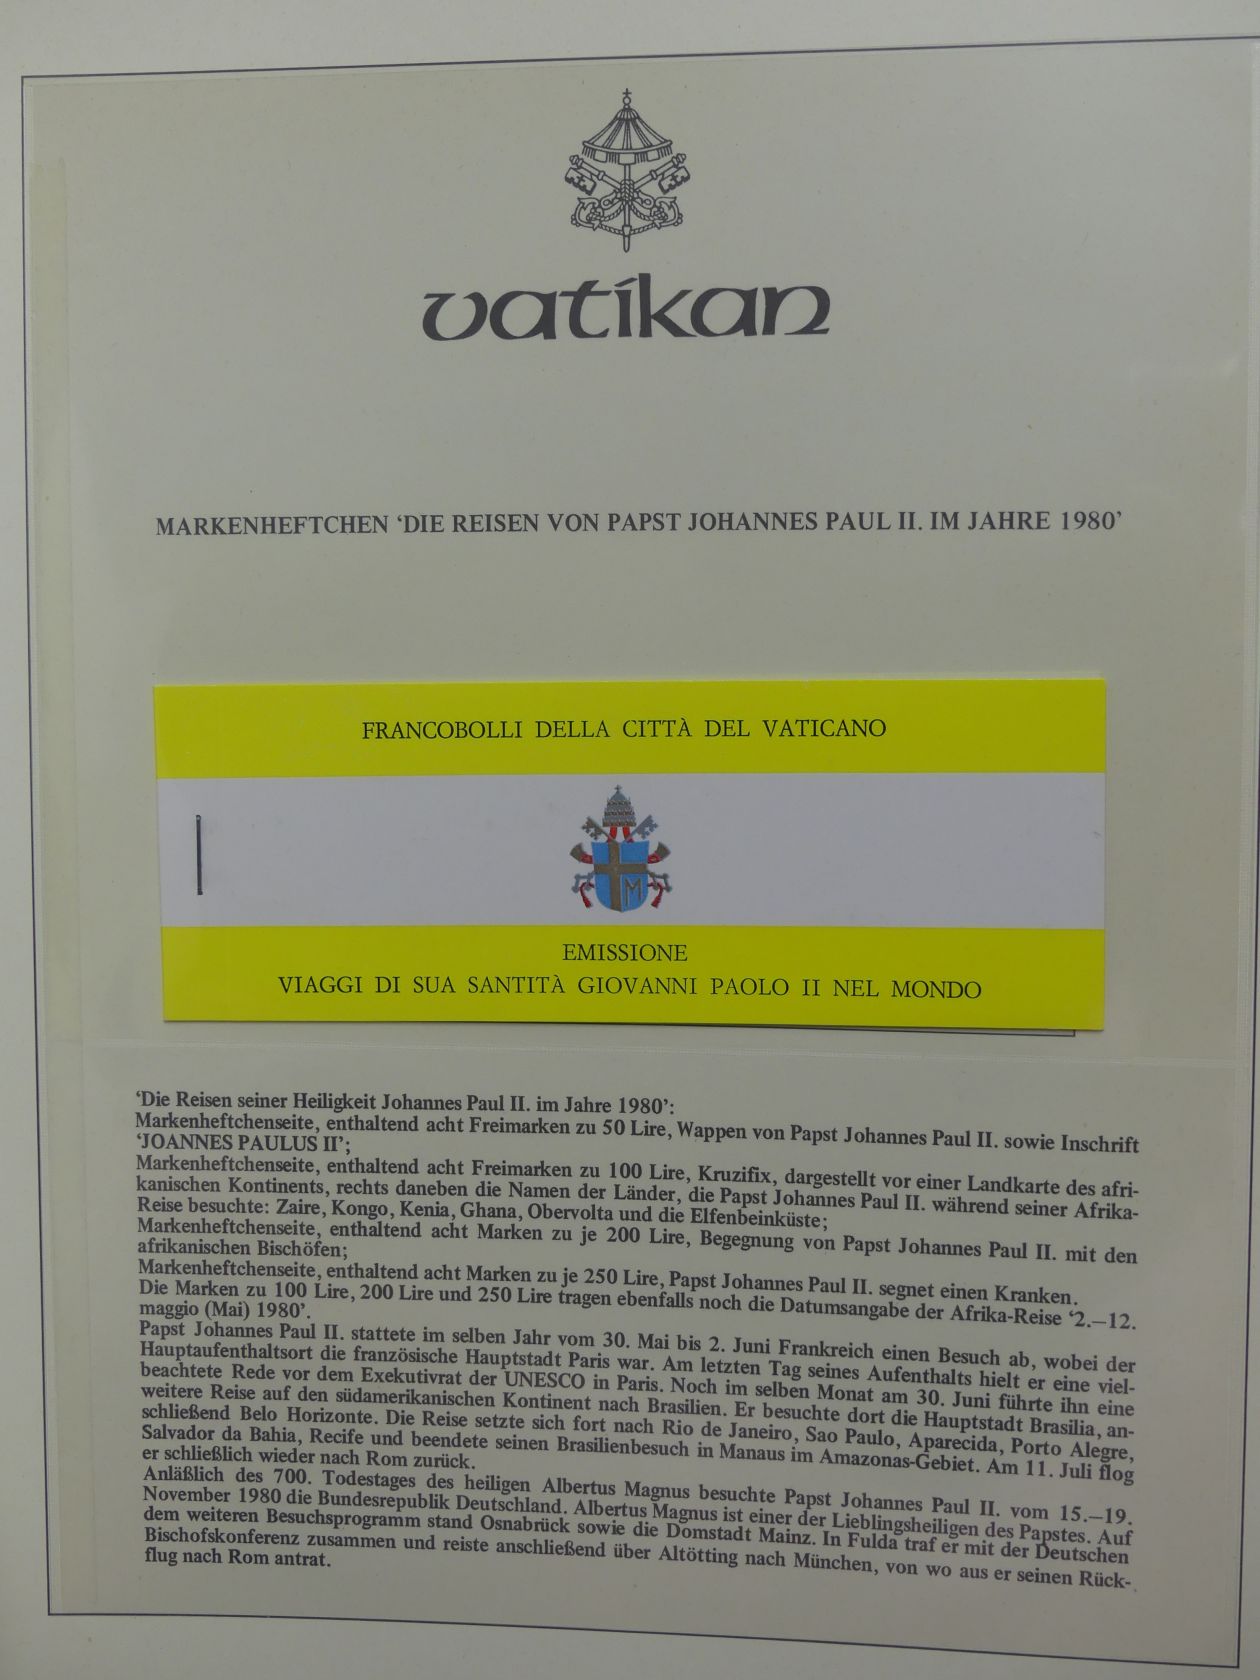 vatikan
MARKENHEFTCHEN ‘DIE REISEN VON PAPST JOHANNES PAUL II. IM JAHRE 1980’
FRANCOBOLLI DELLA CITTÀ DEL VATICANO
M
EMISSIONE
VIAGGI DI SUA SANTITÀ GIOVANNI PAOLO II NEL MONDO
‘Die Reisen seiner Heiligkeit Johannes Paul II. im Jahre 1980’:
Markenheftchenseite, enthaltend acht Freimarken zu 50 Lire, Wappen von Papst Johannes Paul II. sowie Inschrift
‘JOANNES PAULUS II’;
Markenheftchenseite, enthaltend acht Freimarken zu 100 Lire, Kruzifix, dargestellt vor einer Landkarte des afri-
kanischen Kontinents, rechts daneben die Namen der Länder, die Papst Johannes Paul II. während seiner Afrika-
Reise besuchte: Zaire, Kongo, Kenia, Ghana, Obervolta und die Elfenbeinküste;
Markenheftchenseite, enthaltend acht Marken zu je 200 Lire, Begegnung von Papst Johannes Paul II. mit den
afrikanischen Bischöfen;
Markenheftchenseite, enthaltend acht Marken zu je 250 Lire, Papst Johannes Paul II. segnet einen Kranken.
Die Marken zu 100 Lire, 200 Lire und 250 Lire tragen ebenfalls noch die Datumsangabe der Afrika-Reise ‘2.–12.
maggio (Mai) 1980’.
Papst Johannes Paul II. stattete im selben Jahr vom 30. Mai bis 2. Juni Frankreich einen Besuch ab, wobei der
Hauptaufenthaltsort die französische Hauptstadt Paris war. Am letzten Tag seines Aufenthalts hielt er eine viel-
beachtete Rede vor dem Exekutivrat der UNESCO in Paris. Noch im selben Monat am 30. Juni führte ihn eine
weitere Reise auf den südamerikanischen Kontinent nach Brasilien. Er besuchte dort die Hauptstadt Brasilia, an-
schließend Belo Horizonte. Die Reise setzte sich fort nach Rio de Janeiro, Sao Paulo, Aparecida, Porto Alegre,
Salvador da Bahia, Recife und beendete seinen Brasilienbesuch in Manaus im Amazonas-Gebiet. Am 11. Juli flog
er schließlich wieder nach Rom zurück.
Anläßlich des 700. Todestages des heiligen Albertus Magnus besuchte Papst Johannes Paul II. vom 15.–19.
November 1980 die Bundesrepublik Deutschland. Albertus Magnus ist einer der Lieblingsheiligen des Papstes. Auf
dem weiteren Besuchsprogramm stand Osnabrück sowie die Domstadt Mainz. In Fulda traf er mit der Deutschen
Bischofskonferenz zusammen und reiste anschließend über Altötting nach München, von wo aus er seinen Rück-
flug nach Rom antrat.